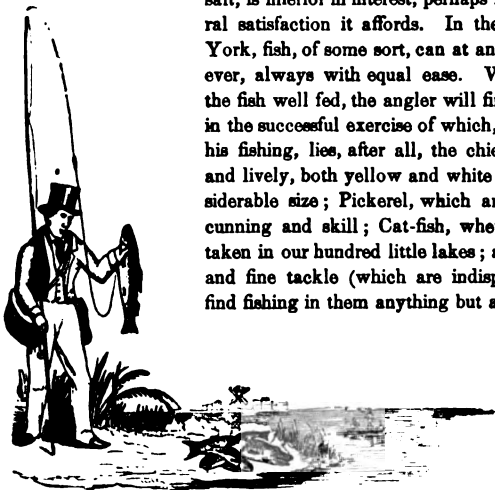 salt, is inferior in interest, perhaps
ral satisfaction it affords. In the
York, fish, of some sort, can at an
ever, always with equal ease.
the fish well fed, the angler will fi
in the successful exercise of which,
his fishing, lies, after all, the chie
and lively, both yellow and white
siderable size; Pickerel, which ar
cunning and skill; Cat-fish, whe
taken in our hundred little lakes; a
and fine tackle (which are indisp
find fishing in them anything but a